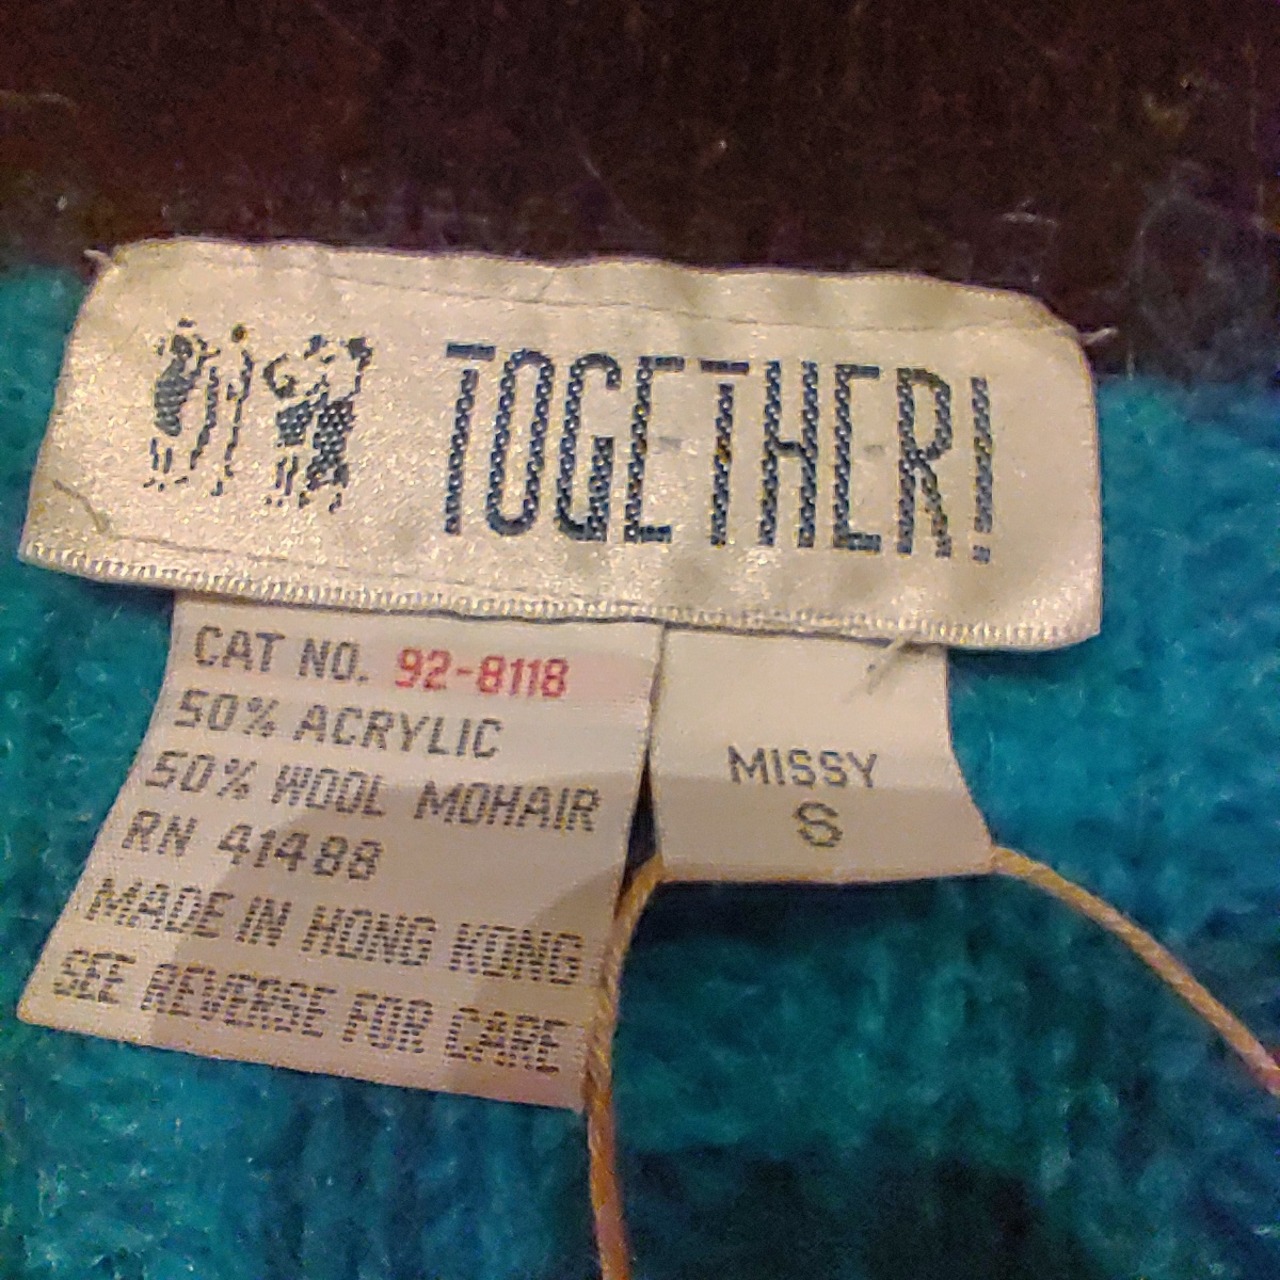 TOGETHER!
CAT NO. 92-8118
50% ACRYLIC
50% WOOL MOHAIR
RN 41488
MADE IN HONG KONG
SEE REVERSE FOR CARE
MISSY
S